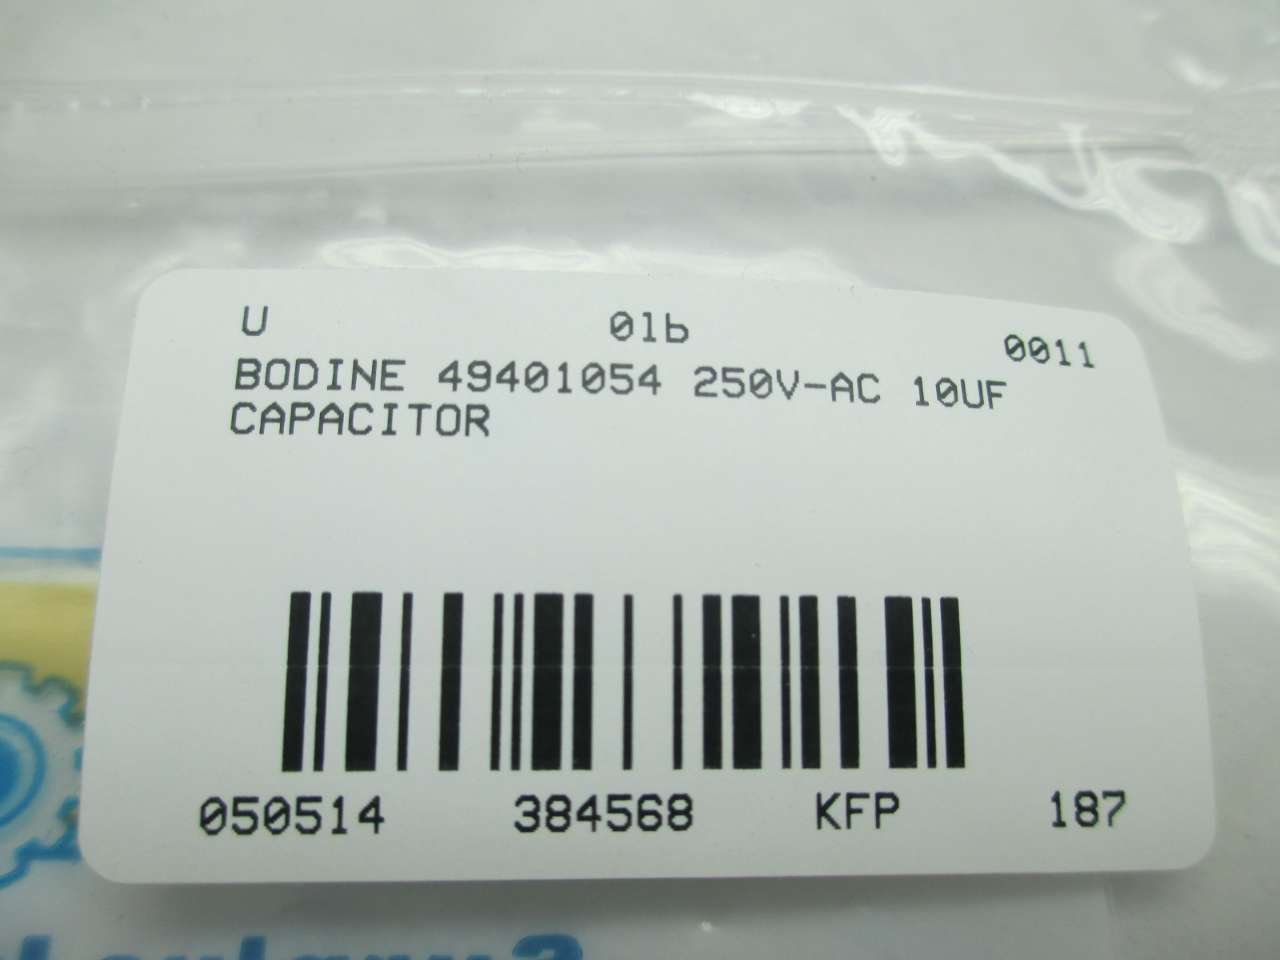 U 01b 0011
BODINE 49401054 250V-AC 10UF
CAPACITOR
050514 384568 KFP 187